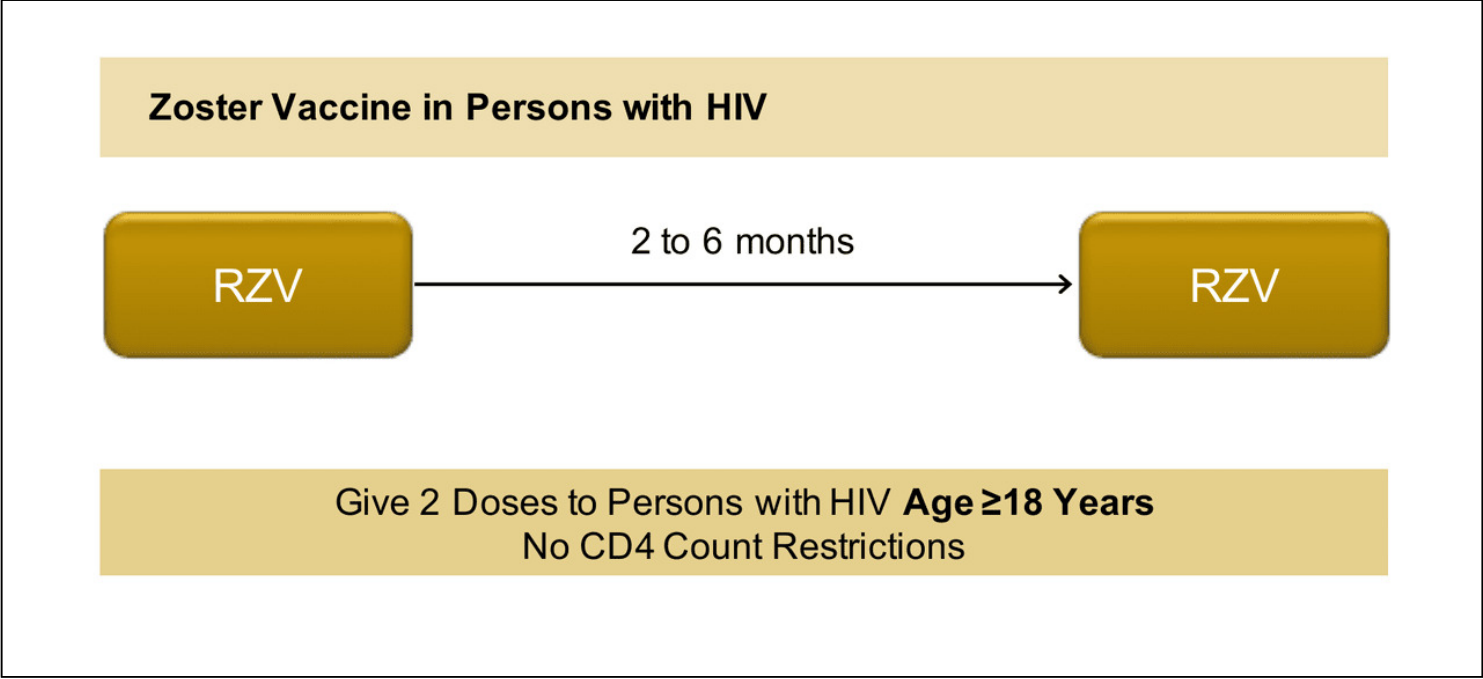 Zoster Vaccine in Persons with HIV
RZV
2 to 6 months
RZV
Give 2 Doses to Persons with HIV Age ≥18 Years
No CD4 Count Restrictions